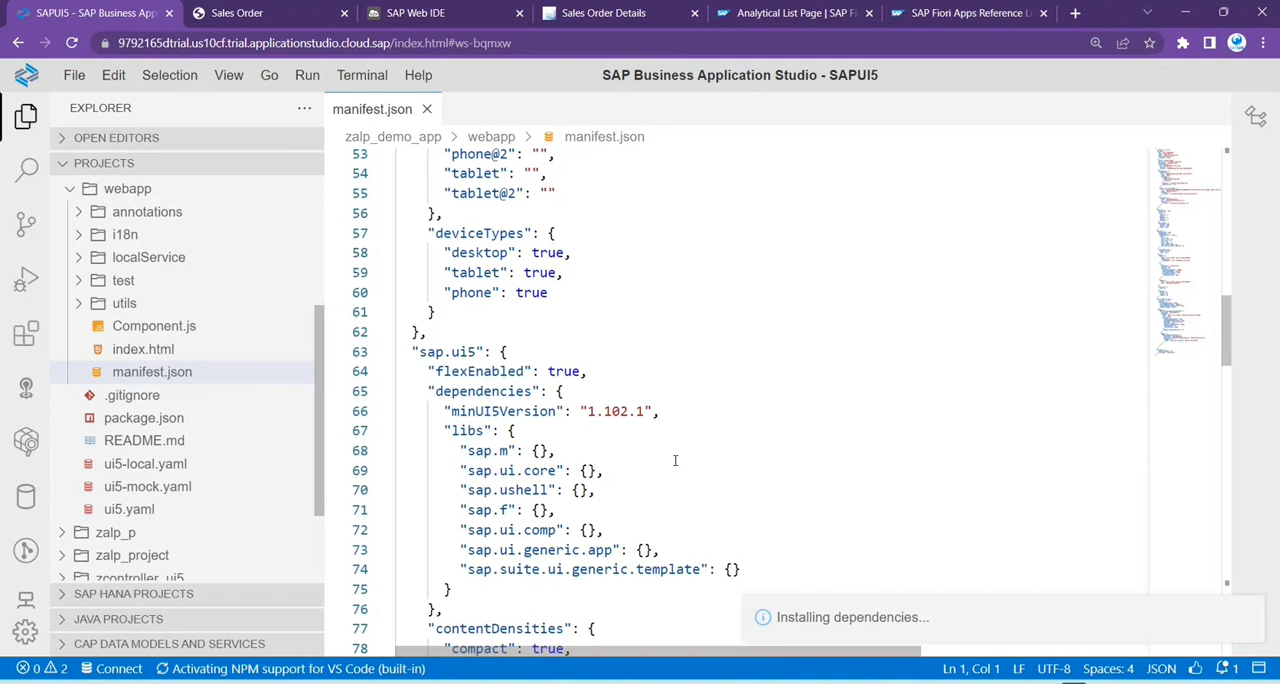 SAPUI5 - SAP Business App
Sales Order
SAP Web IDE
Sales Order Details
Analytical List Page | SAP Fi
SAP Fiori Apps Reference Li
9792165dtrial.us10cf.trial.applicationstudio.cloud.sap/index.html#ws-bqmxw
File Edit Selection View Go Run Terminal Help
SAP Business Application Studio - SAPUI5
EXPLORER
OPEN EDITORS
PROJECTS
webapp
annotations
i18n
localService
test
utils
Component.js
index.html
manifest.json
.gitignore
package.json
README.md
ui5-local.yaml
ui5-mock.yaml
ui5.yaml
zalp_p
zalp_project
zcontroller_ui5
SAP HANA PROJECTS
JAVA PROJECTS
CAP DATA MODELS AND SERVICES
manifest.json
zalp_demo_app > webapp > manifest.json
53 "phone@2": "",
54 "tablet": "",
55 "tablet@2": ""
56 },
57 "deviceTypes": {
58 "desktop": true,
59 "tablet": true,
60 "phone": true
61 }
62 },
63 "sap.ui5": {
64 "flexEnabled": true,
65 "dependencies": {
66 "minUI5Version": "1.102.1",
67 "libs": {
68 "sap.m": {},
69 "sap.ui.core": {},
70 "sap.ushell": {},
71 "sap.f": {},
72 "sap.ui.comp": {},
73 "sap.ui.generic.app": {},
74 "sap.suite.ui.generic.template": {}
75 }
76 },
77 "contentDensities": {
78 "compact": true,
Installing dependencies...
0 2 Connect Activating NPM support for VS Code (built-in)
Ln 1, Col 1 LF UTF-8 Spaces: 4 JSON 1